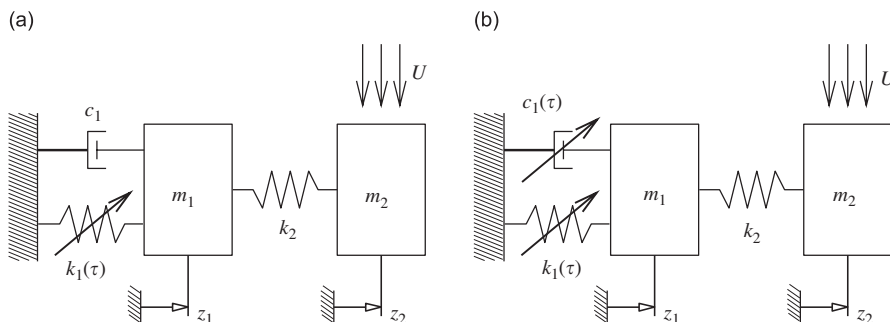 (a)
U
c₁
m₁
k₂
m₂
k₁(τ)
z₁
z₂
(b)
U
c₁(τ)
m₁
k₂
m₂
k₁(τ)
z₁
z₂